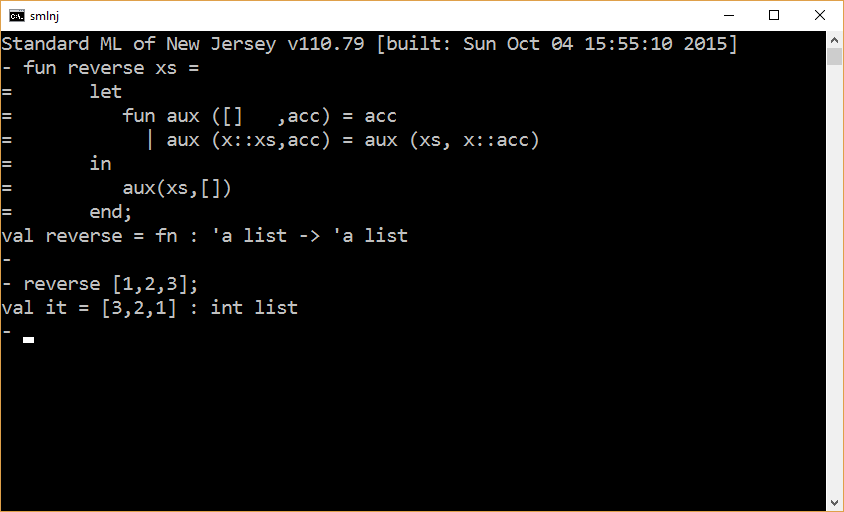 smlnj
Standard ML of New Jersey v110.79 [built: Sun Oct 04 15:55:10 2015]
- fun reverse xs =
=       let
=          fun aux ([]   ,acc) = acc
=            | aux (x::xs,acc) = aux (xs, x::acc)
=       in
=          aux(xs,[])
=       end;
val reverse = fn : 'a list -> 'a list
-
- reverse [1,2,3];
val it = [3,2,1] : int list
-